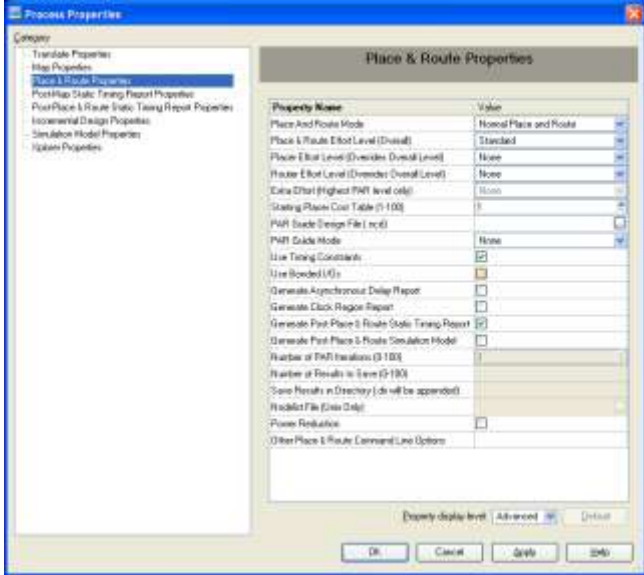 Process Properties
Category
Translate Properties
Map Properties
Place & Route Properties
Post-Map Static Timing Report Properties
Post-Place & Route Static Timing Report Properties
Incremental Design Properties
Simulation Model Properties
Xplorer Properties
Place & Route Properties
Property Name Value
Place And Route Mode Normal Place and Route
Place & Route Effort Level (Overall) Standard
Placer Effort Level (Overrides Overall Level) None
Router Effort Level (Overrides Overall Level) None
Extra Effort (Highest PAR level only) None
Starting Placer Cost Table (1-100) 1
PAR Guide Design File (.ncd)
PAR Guide Mode None
Use Timing Constraints
Use Bonded I/Os
Generate Asynchronous Delay Report
Generate Clock Region Report
Generate Post-Place & Route Static Timing Report
Generate Post-Place & Route Simulation Model
Number of PAR Iterations (0-100)
Number of Results to Save (0-100)
Save Results in Directory (.dir will be appended)
Nodelist File (Unix Only)
Power Reduction
Other Place & Route Command Line Options
Property display level: Advanced Default
OK Cancel Apply Help